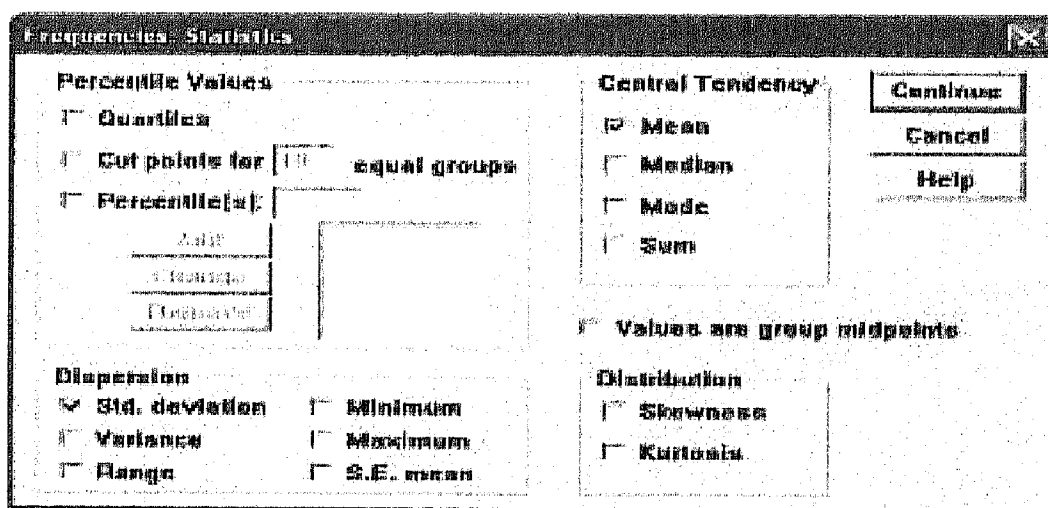 Frequencies: Statistics
Percentile Values
Quartiles
Cut points for 10 equal groups
Percentile(s):
Add
Change
Remove
Central Tendency
Mean
Median
Mode
Sum
Continue
Cancel
Help
Values are group midpoints
Dispersion
Std. deviation
Variance
Range
Minimum
Maximum
S.E. mean
Distribution
Skewness
Kurtosis